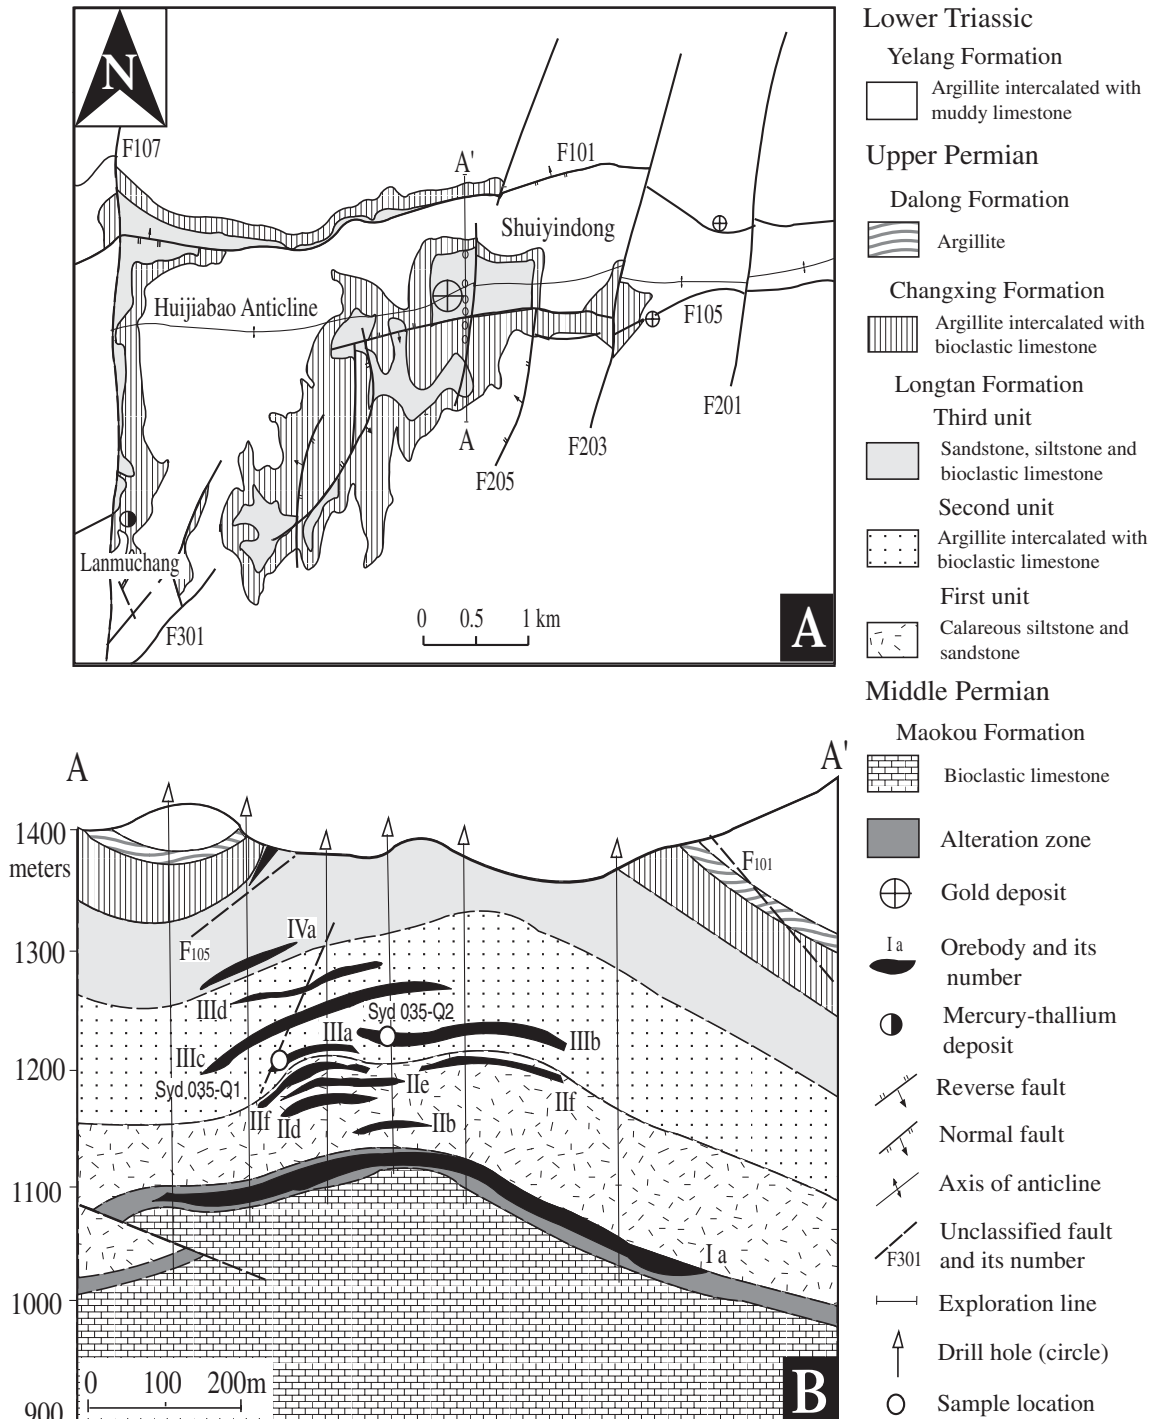 N
F107
A'
F101
Shuiyindong
Huijiabao Anticline
F105
F201
A
F203
F205
Lanmuchang
F301
0 0.5 1 km
A
Lower Triassic
Yelang Formation
Argillite intercalated with
muddy limestone
Upper Permian
Dalong Formation
Argillite
Changxing Formation
Argillite intercalated with
bioclastic limestone
Longtan Formation
Third unit
Sandstone, siltstone and
bioclastic limestone
Second unit
Argillite intercalated with
bioclastic limestone
First unit
Calareous siltstone and
sandstone
Middle Permian
Maokou Formation
Bioclastic limestone
Alteration zone
Gold deposit
I a
Orebody and its
number
Mercury-thallium
deposit
Reverse fault
Normal fault
Axis of anticline
Unclassified fault
F301 and its number
Exploration line
Drill hole (circle)
Sample location
A
A'
1400
meters
F101
IVa
F105
1300
IIId
Syd 035-Q2
IIIa
IIIb
IIIc
1200
Syd 035-Q1
IIe
IIf
IIf
IId
IIb
1100
I a
1000
0 100 200m
900
B